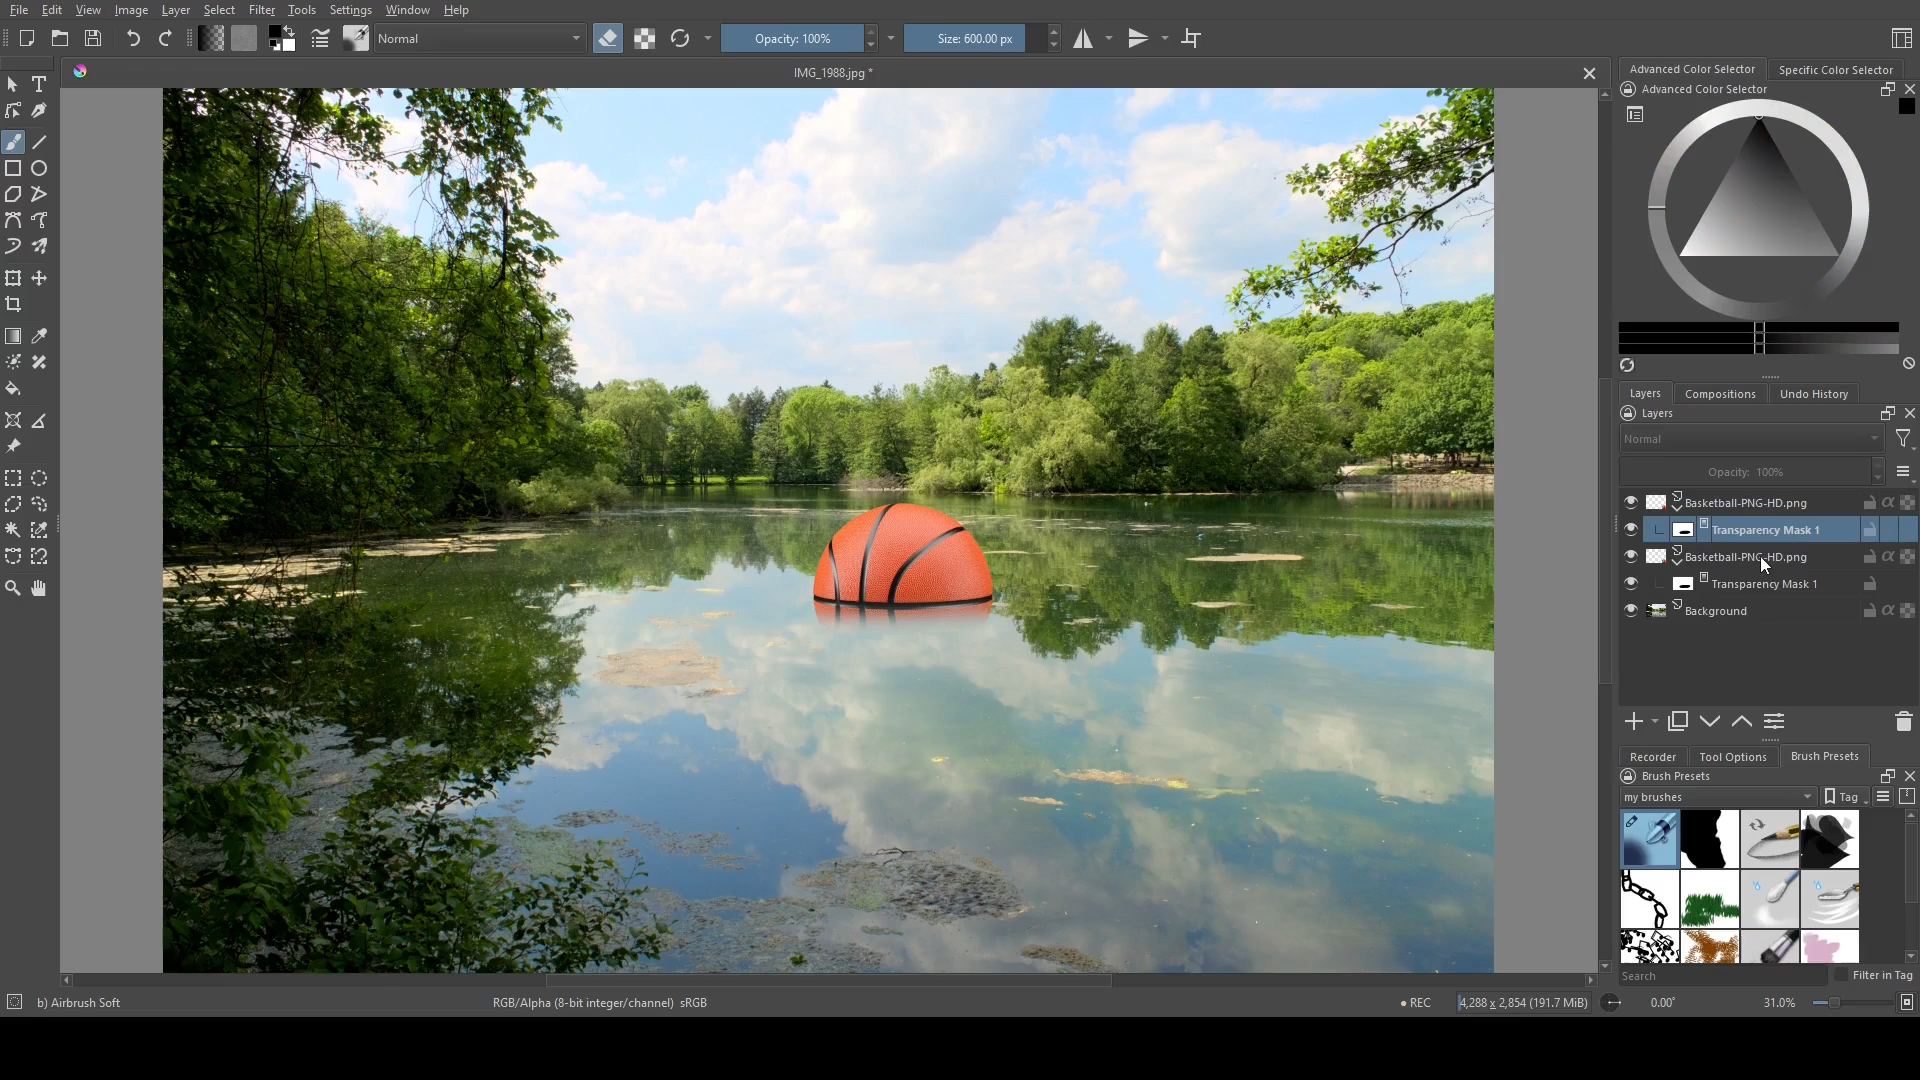 File Edit View Image Layer Select Filter Tools Settings Window Help
Normal Opacity: 100% Size: 600.00 px
IMG_1988.jpg *
Advanced Color Selector Specific Color Selector
Advanced Color Selector
Layers Compositions Undo History
Layers
Normal
Opacity: 100%
Basketball-PNG-HD.png
Transparency Mask 1
Basketball-PNG-HD.png
Transparency Mask 1
Background
Recorder Tool Options Brush Presets
Brush Presets
my brushes Tag
Search Filter in Tag
b) Airbrush Soft RGB/Alpha (8-bit integer/channel) sRGB REC 4,288 x 2,854 (191.7 MiB) 0.00° 31.0%